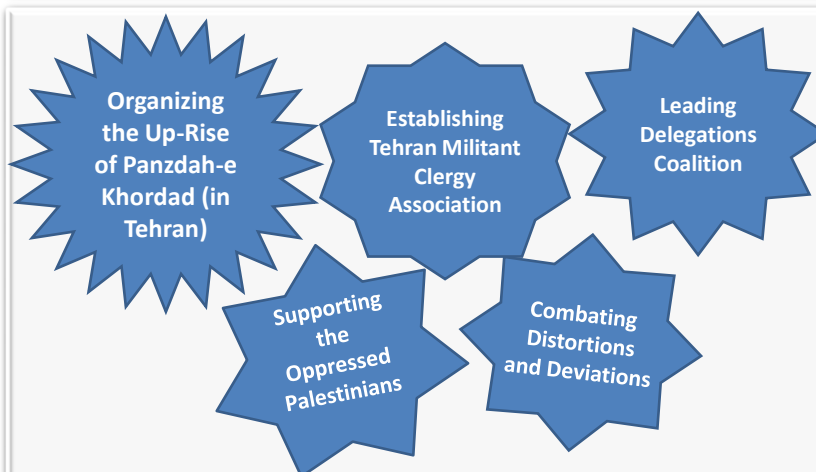 Organizing
the Up-Rise
of Panzdah-e
Khordad (in
Tehran)
Establishing
Tehran Militant
Clergy
Association
Leading
Delegations
Coalition
Supporting
the
Oppressed
Palestinians
Combating
Distortions
and Deviations